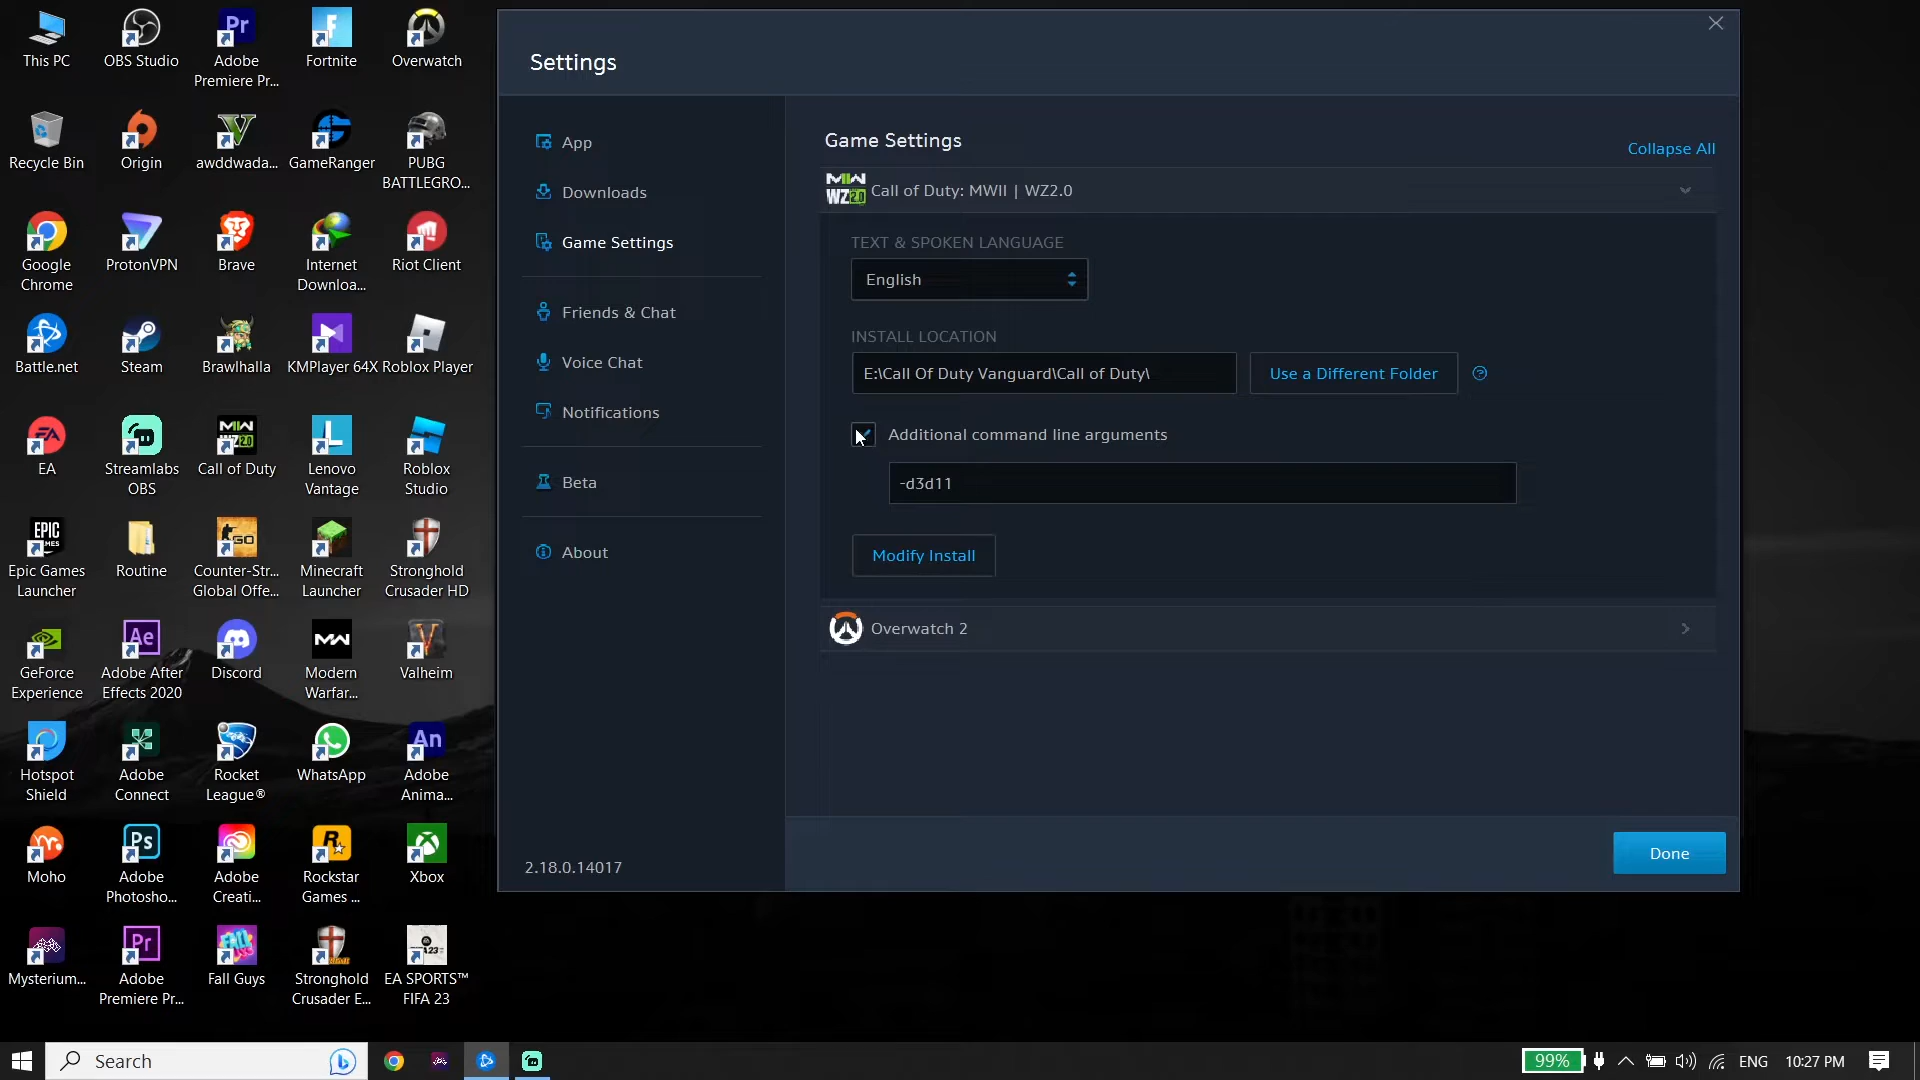 This PC
OBS Studio
Adobe
Premiere Pr...
Fortnite
Overwatch
Recycle Bin
Origin
awddwada...
GameRanger
PUBG
BATTLEGRO...
Google
Chrome
ProtonVPN
Brave
Internet
Downloa...
Riot Client
Battle.net
Steam
Brawlhalla
KMPlayer 64X
Roblox Player
EA
Streamlabs
OBS
Call of Duty
Lenovo
Vantage
Roblox
Studio
Epic Games
Launcher
Routine
Counter-Str...
Global Offe...
Minecraft
Launcher
Stronghold
Crusader HD
GeForce
Experience
Adobe After
Effects 2020
Discord
Modern
Warfar...
Valheim
Hotspot
Shield
Adobe
Connect
Rocket
League®
WhatsApp
Adobe
Anima...
Moho
Adobe
Photosho...
Adobe
Creati...
Rockstar
Games ...
Xbox
Mysterium...
Adobe
Premiere Pr...
Fall Guys
Stronghold
Crusader E...
EA SPORTS™
FIFA 23
Settings
App
Downloads
Game Settings
Friends & Chat
Voice Chat
Notifications
Beta
About
2.18.0.14017
Game Settings
Collapse All
Call of Duty: MWII | WZ2.0
TEXT & SPOKEN LANGUAGE
English
INSTALL LOCATION
E:\Call Of Duty Vanguard\Call of Duty\
Use a Different Folder
Additional command line arguments
-d3d11
Modify Install
Overwatch 2
Done
Search
99%
ENG
10:27 PM